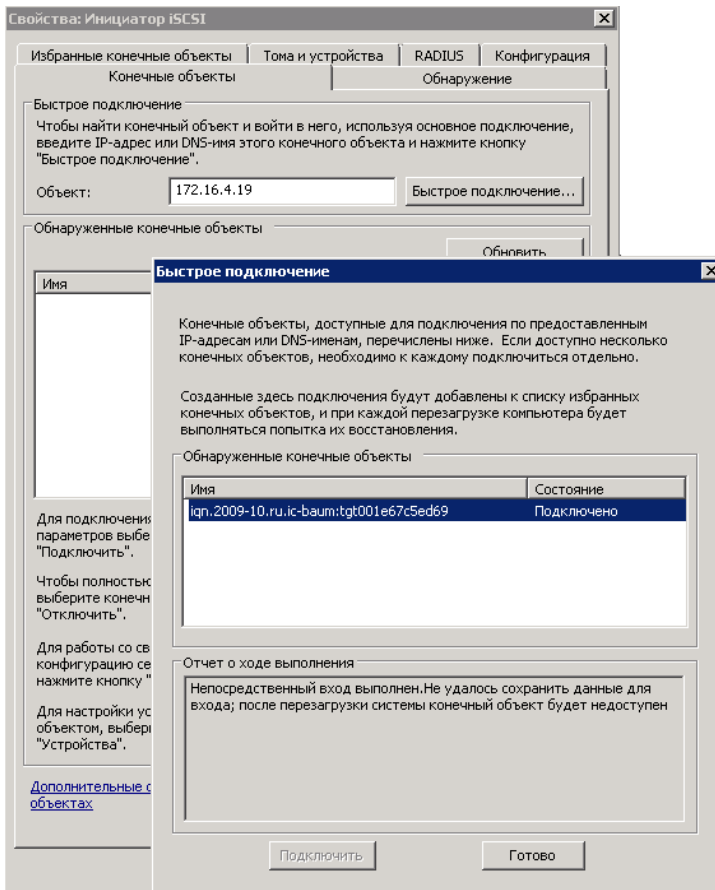 Свойства: Инициатор iSCSI
Избранные конечные объекты
Тома и устройства
RADIUS
Конфигурация
Конечные объекты
Обнаружение
Быстрое подключение
Чтобы найти конечный объект и войти в него, используя основное подключение,
введите IP-адрес или DNS-имя этого конечного объекта и нажмите кнопку
"Быстрое подключение".
Объект:
172.16.4.19
Быстрое подключение...
Обнаруженные конечные объекты
Обновить
Имя
Для подключения
параметров выбе
"Подключить".
Чтобы полностью
выберите конечн
"Отключить".
Для работы со св
конфигурацию се
нажмите кнопку "
Для настройки ус
объектом, выбери
"Устройства".
Дополнительные с
объектах
Быстрое подключение
Конечные объекты, доступные для подключения по предоставленным
IP-адресам или DNS-именам, перечислены ниже. Если доступно несколько
конечных объектов, необходимо к каждому подключиться отдельно.
Созданные здесь подключения будут добавлены к списку избранных
конечных объектов, и при каждой перезагрузке компьютера будет
выполняться попытка их восстановления.
Обнаруженные конечные объекты
Имя
Состояние
iqn.2009-10.ru.ic-baum:tgt001e67c5ed69
Подключено
Отчет о ходе выполнения
Непосредственный вход выполнен.Не удалось сохранить данные для
входа; после перезагрузки системы конечный объект будет недоступен
Подключить
Готово